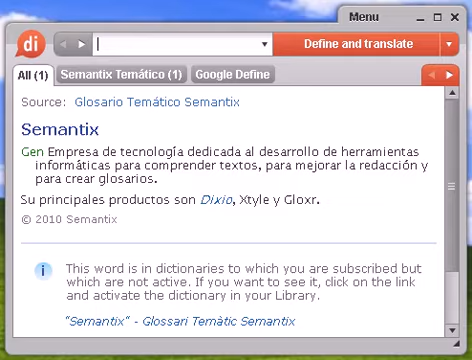 Menu
di
Define and translate
All (1)
Semantix Temático (1)
Google Define
Source: Glosario Temático Semantix
Semantix
Gen Empresa de tecnología dedicada al desarrollo de herramientas
informáticas para comprender textos, para mejorar la redacción y
para crear glosarios.
Su principales productos son Dixio, Xtyle y Gloxr.
© 2010 Semantix
i
This word is in dictionaries to which you are subscribed but
which are not active. If you want to see it, click on the link
and activate the dictionary in your Library.
"Semantix" - Glossari Temàtic Semantix